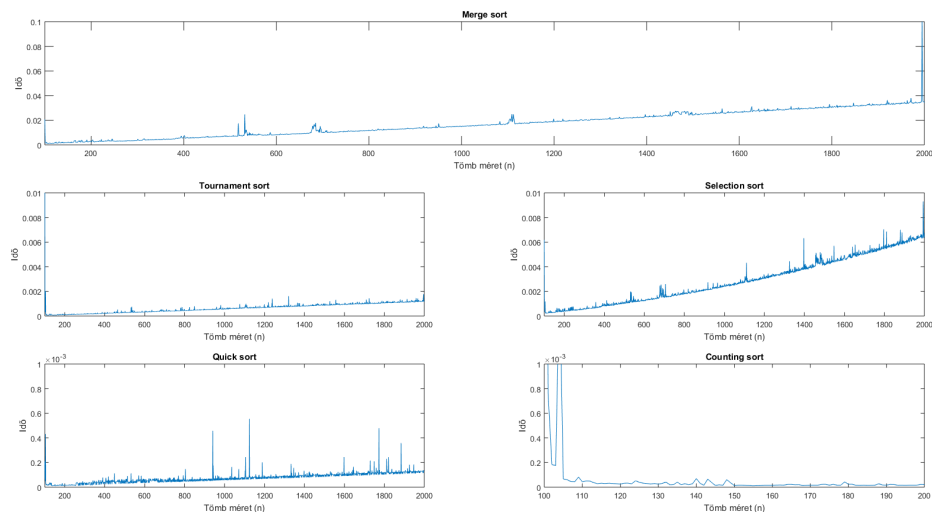 Merge sort
0.1
0.08
0.06
0.04
0.02
0
Idő
200 400 600 800 1000 1200 1400 1600 1800 2000
Tömb méret (n)
Tournament sort
0.01
0.008
0.006
0.004
0.002
0
Idő
200 400 600 800 1000 1200 1400 1600 1800 2000
Tömb méret (n)
Selection sort
0.01
0.008
0.006
0.004
0.002
0
Idő
200 400 600 800 1000 1200 1400 1600 1800 2000
Tömb méret (n)
Quick sort
×10⁻³
1
0.8
0.6
0.4
0.2
0
Idő
200 400 600 800 1000 1200 1400 1600 1800 2000
Tömb méret (n)
Counting sort
×10⁻³
1
0.8
0.6
0.4
0.2
0
Idő
100 110 120 130 140 150 160 170 180 190 200
Tömb méret (n)